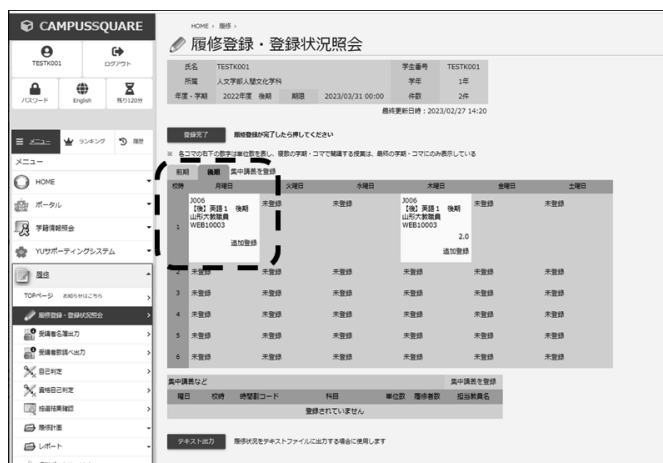 CAMPUSSQUARE
TESTK001
ログアウト
パスワード
English
残り120分
メニュー
ランキング
履歴
メニュー
HOME
ポータル
学籍情報照会
YUサポーティングシステム
履修
TOPページ お知らせはこちら
履修登録・登録状況照会
受講者名簿出力
受講者数調べ出力
自己判定
資格自己判定
抽選結果確認
履修計画
レポート
HOME › 履修 ›
履修登録・登録状況照会
氏名 TESTK001 学生番号 TESTK001
所属 人文学部人間文化学科 学年 1年
年度・学期 2022年度 後期 期限 2023/03/31 00:00 件数 2件
最終更新日時：2023/02/27 14:20
登録完了 履修登録が完了したら押してください
※ 各コマの右下の数字は単位数を表し、複数の学期・コマで開講する授業は、最終の学期・コマにのみ表示している
前期 後期 集中講義を登録
校時 月曜日 火曜日 水曜日 木曜日 金曜日 土曜日
J006 未登録 未登録 J006 未登録 未登録
【後】英語１ 後期 【後】英語１ 後期
山形大教職員 山形大教職員
WEB10003 WEB10003
1 2.0
追加登録 追加登録
2 未登録 未登録 未登録 未登録 未登録 未登録
3 未登録 未登録 未登録 未登録 未登録 未登録
4 未登録 未登録 未登録 未登録 未登録 未登録
5 未登録 未登録 未登録 未登録 未登録 未登録
6 未登録 未登録 未登録 未登録 未登録 未登録
集中講義など 集中講義を登録
曜日 校時 時間割コード 科目 単位数 履修者数 担当教員名
登録されていません
テキスト出力 履修状況をテキストファイルに出力する場合に使用します